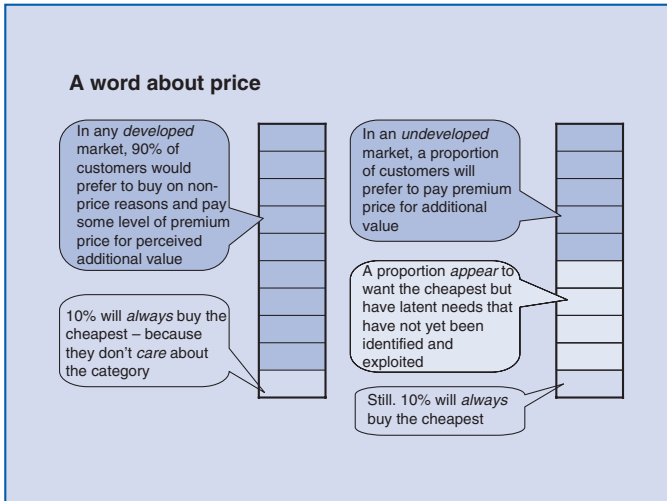 A word about price
In any developed
market, 90% of
customers would
prefer to buy on non-
price reasons and pay
some level of premium
price for perceived
additional value
10% will always buy the
cheapest – because
they don't care about
the category
In an undeveloped
market, a proportion
of customers will
prefer to pay premium
price for additional
value
A proportion appear to
want the cheapest but
have latent needs that
have not yet been
identified and
exploited
Still. 10% will always
buy the cheapest